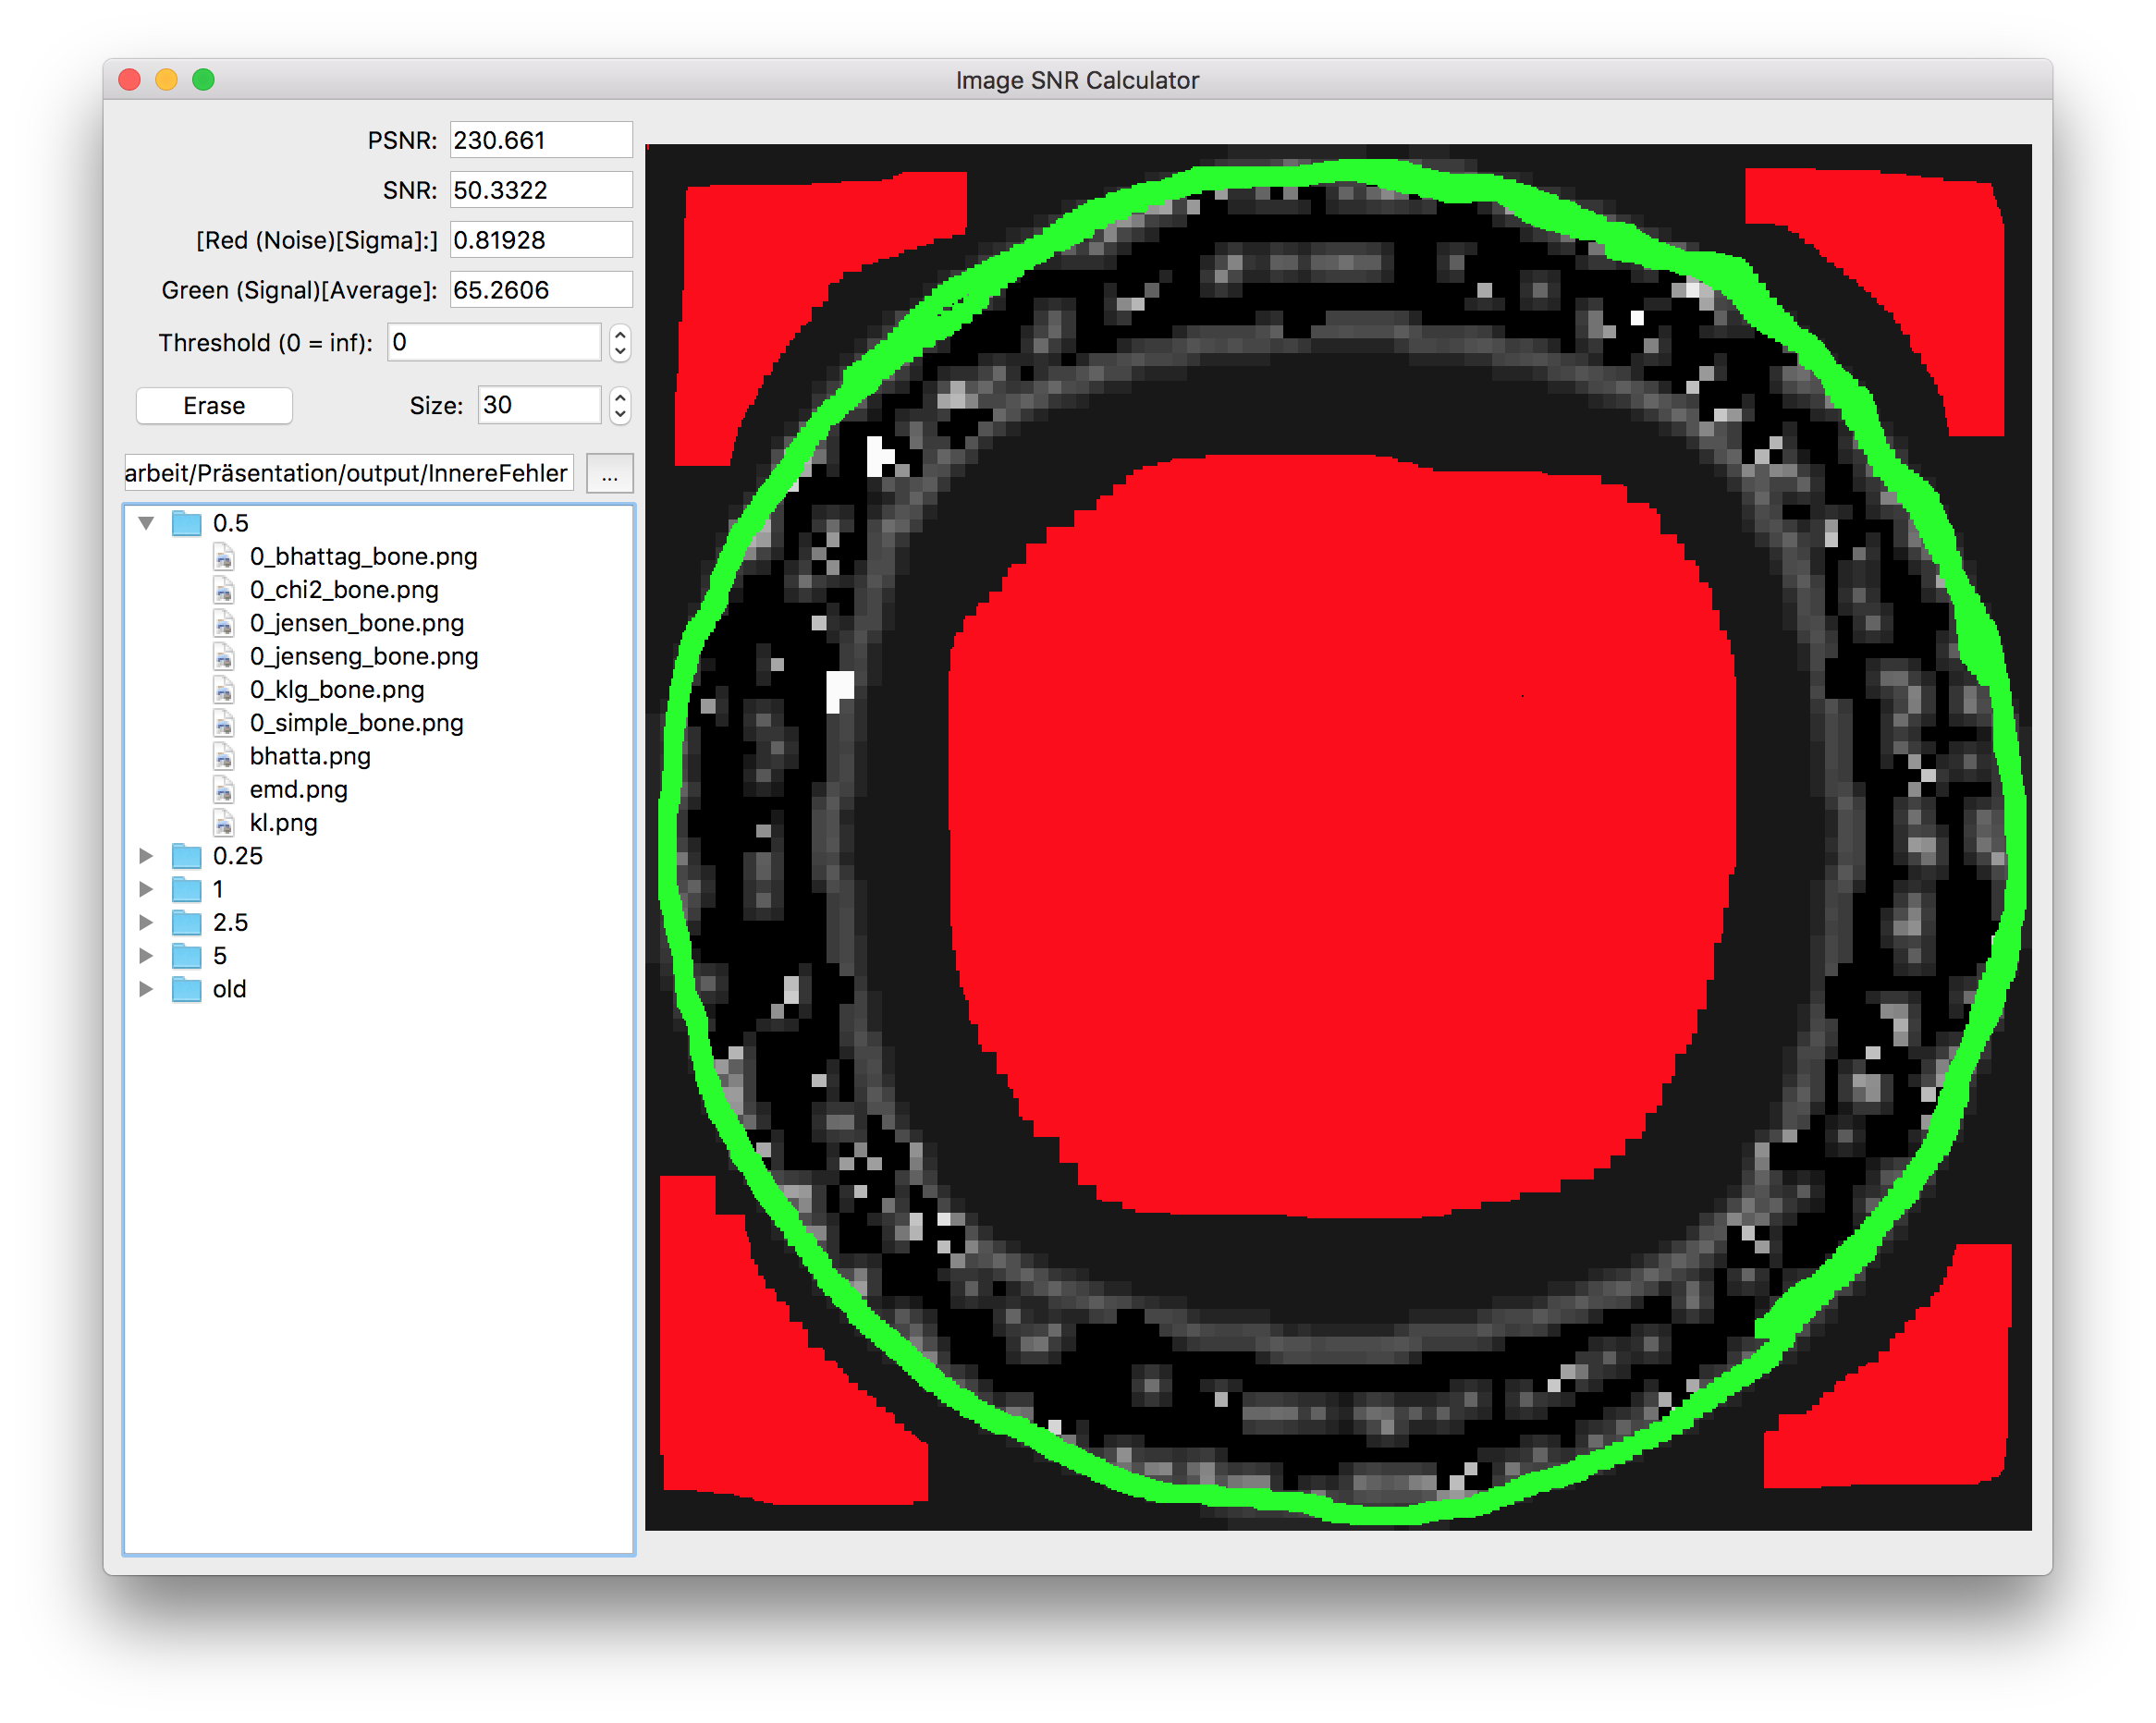 Image SNR Calculator
PSNR: 230.661
SNR: 50.3322
[Red (Noise)[Sigma]:] 0.81928
Green (Signal)[Average]: 65.2606
Threshold (0 = inf): 0
Erase Size: 30
arbeit/Präsentation/output/InnereFehler ...
0.5
0_bhattag_bone.png
0_chi2_bone.png
0_jensen_bone.png
0_jenseng_bone.png
0_klg_bone.png
0_simple_bone.png
bhatta.png
emd.png
kl.png
0.25
1
2.5
5
old